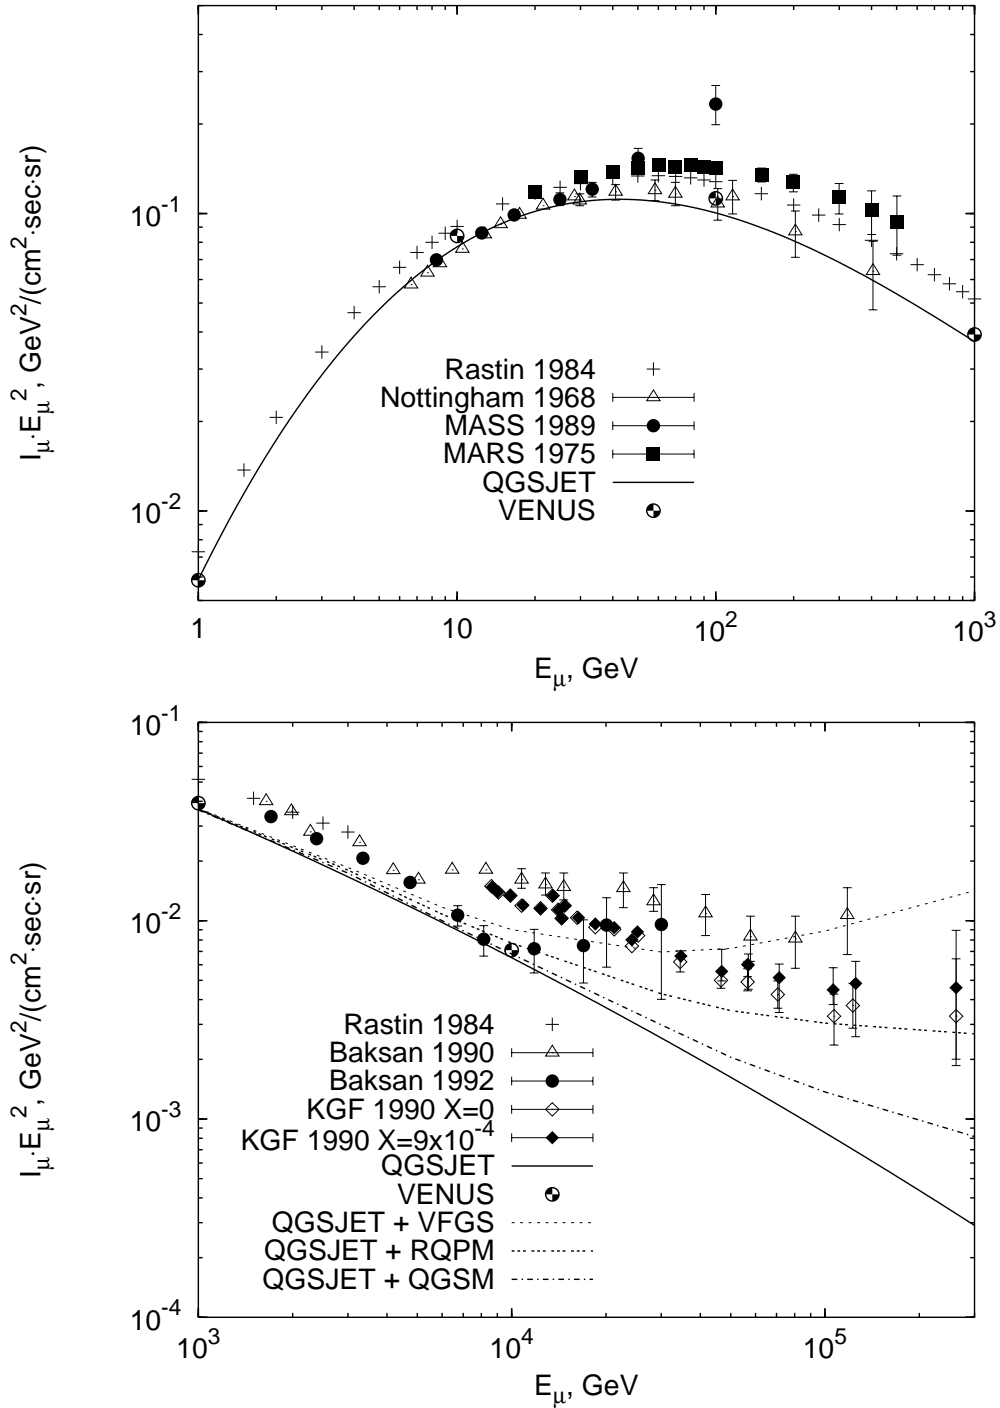 I_μ·E_μ^2, GeV^2/(cm^2·sec·sr)
10^-1
10^-2
Rastin 1984
Nottingham 1968
MASS 1989
MARS 1975
QGSJET
VENUS
1 10 10^2 10^3
E_μ, GeV
I_μ·E_μ^2, GeV^2/(cm^2·sec·sr)
10^-1
10^-2
10^-3
10^-4
Rastin 1984
Baksan 1990
Baksan 1992
KGF 1990 X=0
KGF 1990 X=9x10^-4
QGSJET
VENUS
QGSJET + VFGS
QGSJET + RQPM
QGSJET + QGSM
10^3 10^4 10^5
E_μ, GeV